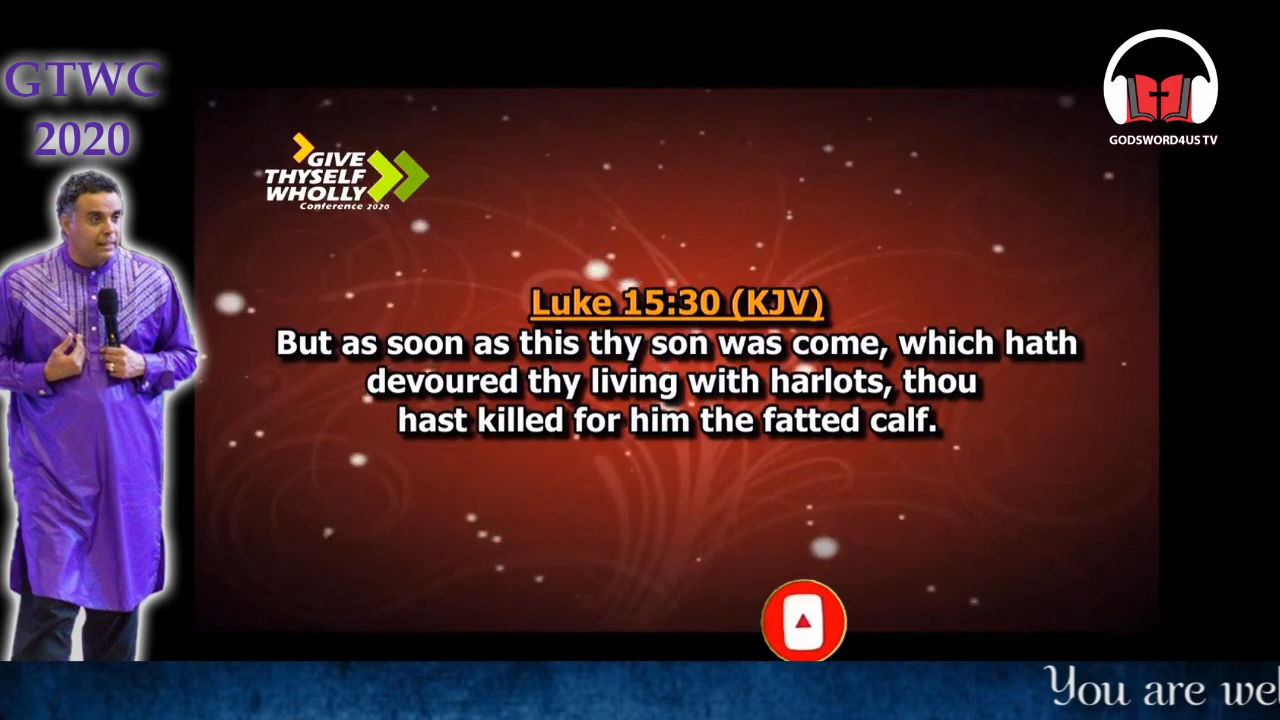 GTWC
2020
GODSWORD4US TV
GIVE
THYSELF
WHOLLY
Conference 2020
Luke 15:30 (KJV)
But as soon as this thy son was come, which hath
devoured thy living with harlots, thou
hast killed for him the fatted calf.
You are wel